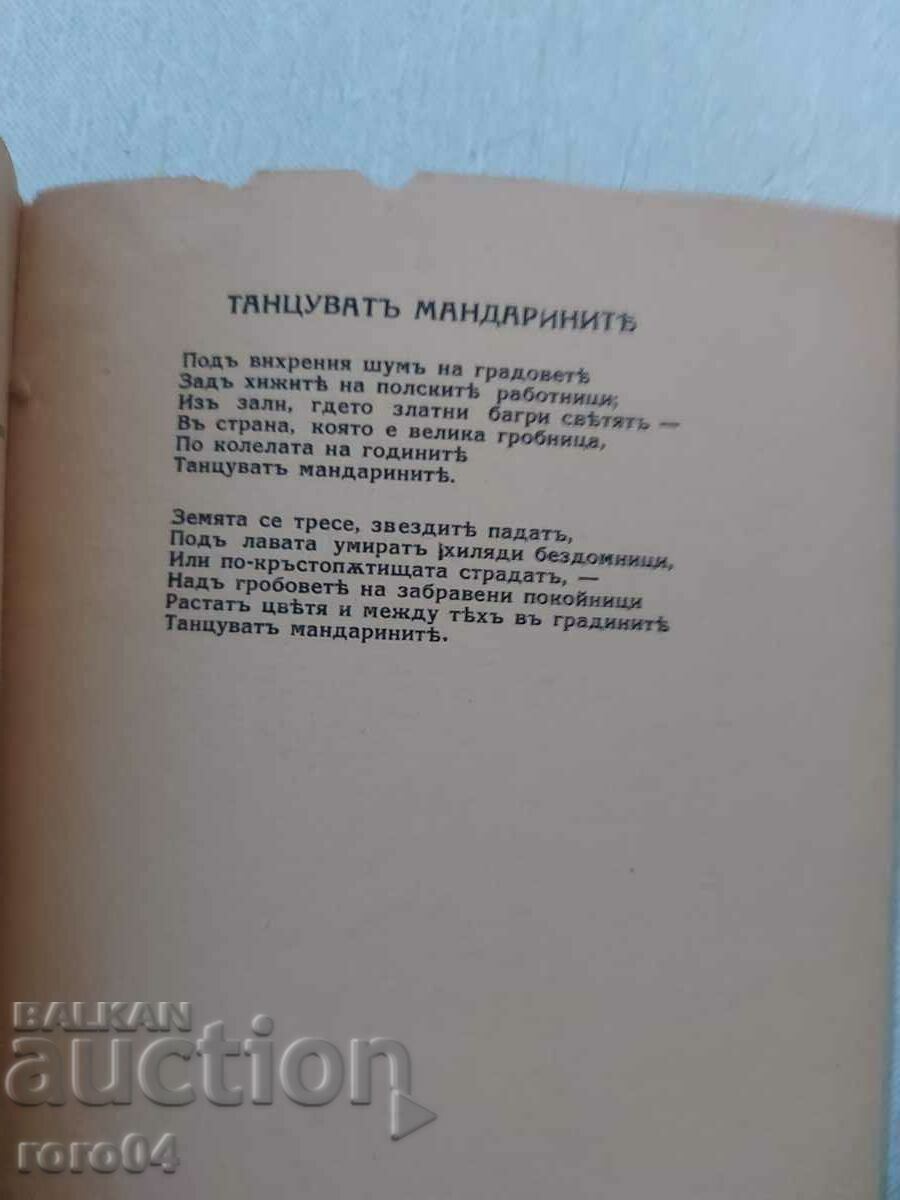 ТАНЦУВАТЪ МАНДАРИНИТѢ
Подъ вихрения шумъ на градоветѣ
Задъ хижитѣ на полскитѣ работници;
Изъ зали, гдето златни багри свѣтятъ —
Въ страна, която е велика гробница,
По колелата на годинитѣ
Танцуватъ мандаринитѣ.
Земята се тресе, звездитѣ падатъ,
Подъ лавата умиратъ хиляди бездомници,
Или по-кръстопѫтищата страдатъ, —
Надъ гробоветѣ на забравени покойници
Растатъ цвѣтя и между тѣхъ въ градинитѣ
Танцуватъ мандаринитѣ.
BALKAN
auction
roro04